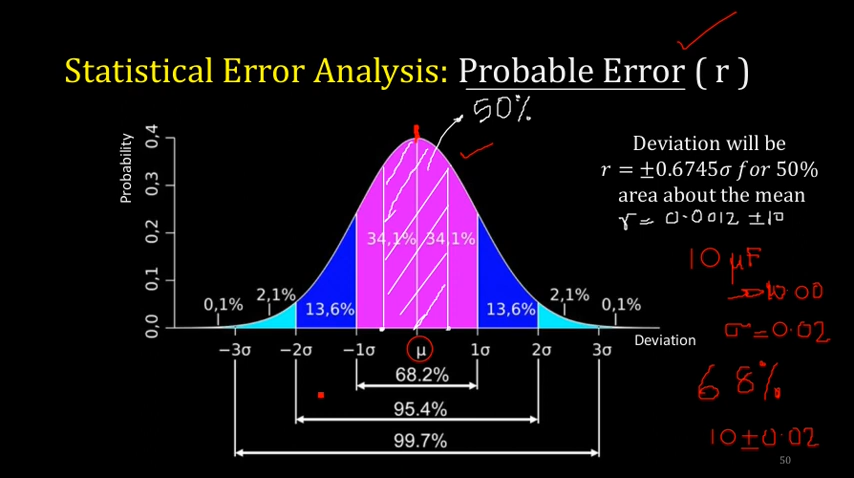 Statistical Error Analysis: Probable Error ( r )
50%
Probability
0,4
0,3
0,2
0,1
0,0
Deviation will be
r = ±0.6745σ for 50%
area about the mean
r = 0.0012 ±10
34,1% 34,1%
0,1% 2,1% 13,6% 13,6% 2,1% 0,1%
−3σ −2σ −1σ μ 1σ 2σ 3σ
Deviation
68.2%
95.4%
99.7%
10 μF
σ = 0.02
68%
10 ± 0.02
50